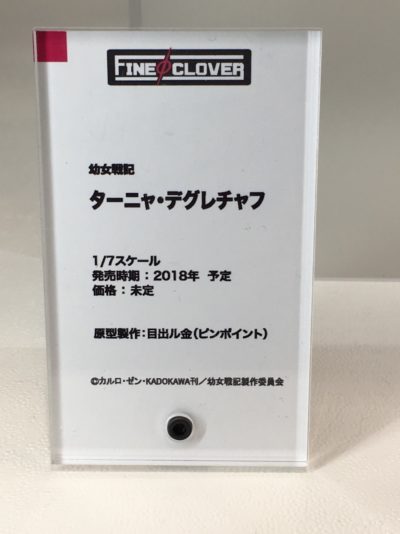 FINE CLOVER
幼女戦記
ターニャ・デグレチャフ
1/7スケール
発売時期：2018年 予定
価格：未定
原型製作：目出ル金（ピンポイント）
©カルロ・ゼン・KADOKAWA刊／幼女戦記製作委員会